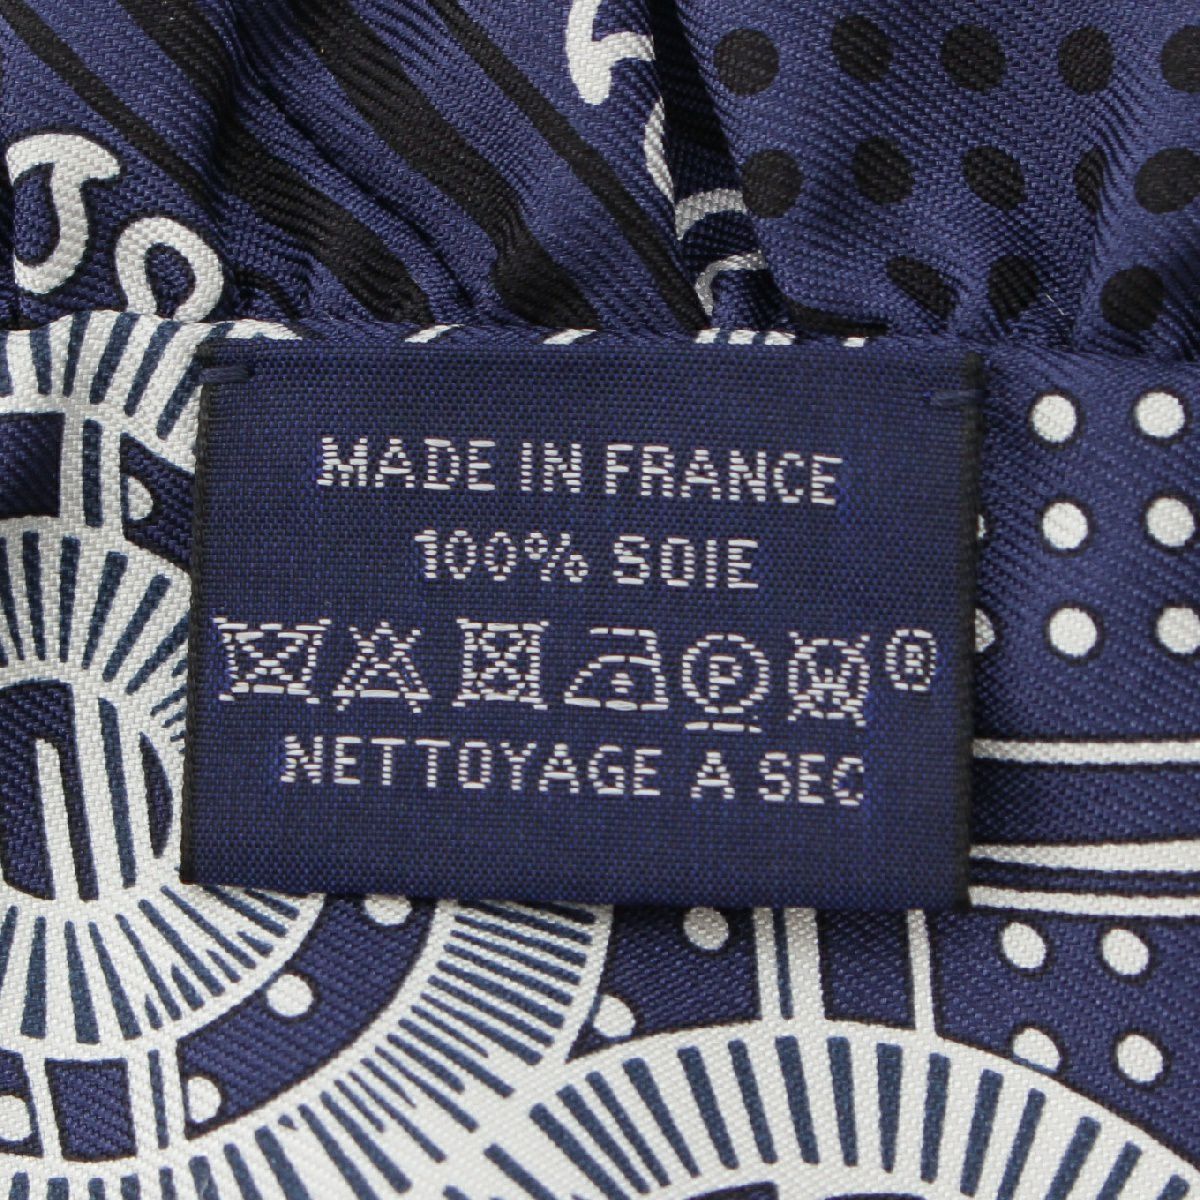 MADE IN FRANCE
100% SOIE
P ®
NETTOYAGE A SEC